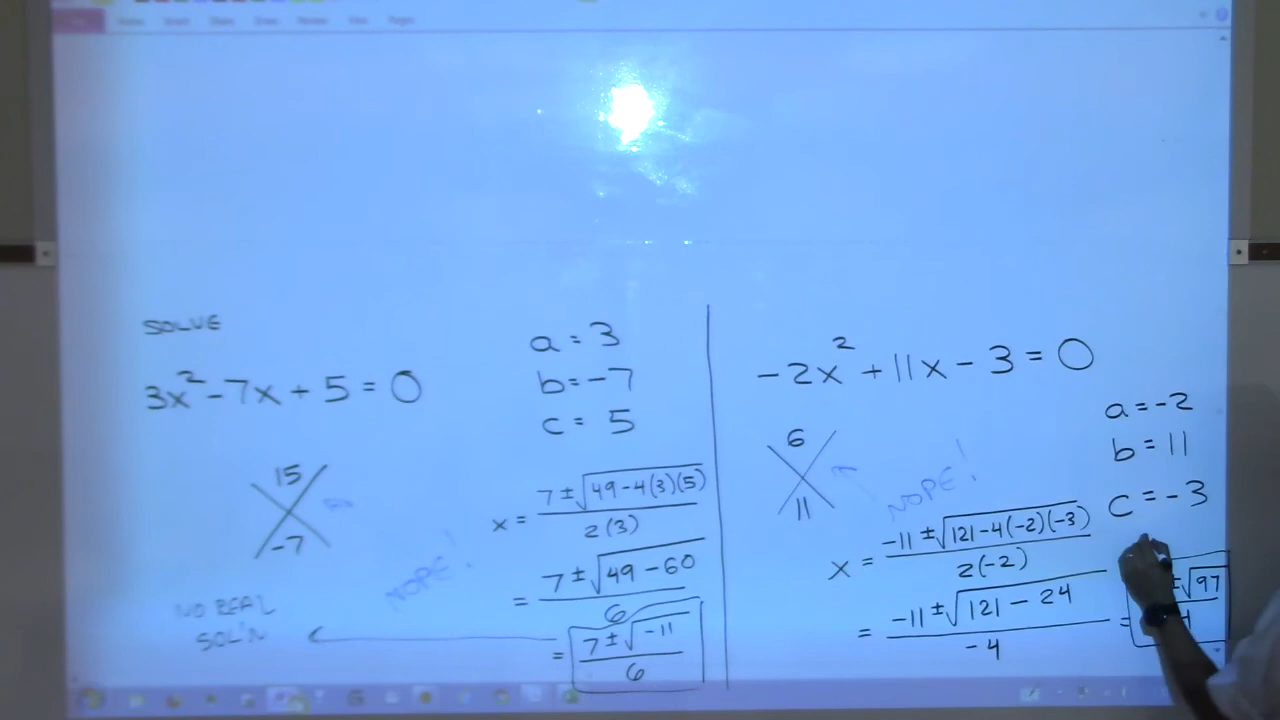 SOLVE
3x² - 7x + 5 = 0
15
-7
NOPE!
NO REAL
SOL'N
a = 3
b = -7
c = 5
x = 7 ± √49 - 4(3)(5) / 2(3)
= 7 ± √49 - 60 / 6
= 7 ± √-11 / 6
-2x² + 11x - 3 = 0
6
11
NOPE!
a = -2
b = 11
c = -3
x = -11 ± √121 - 4(-2)(-3) / 2(-2)
= -11 ± √121 - 24 / -4
= ± √97 / 4